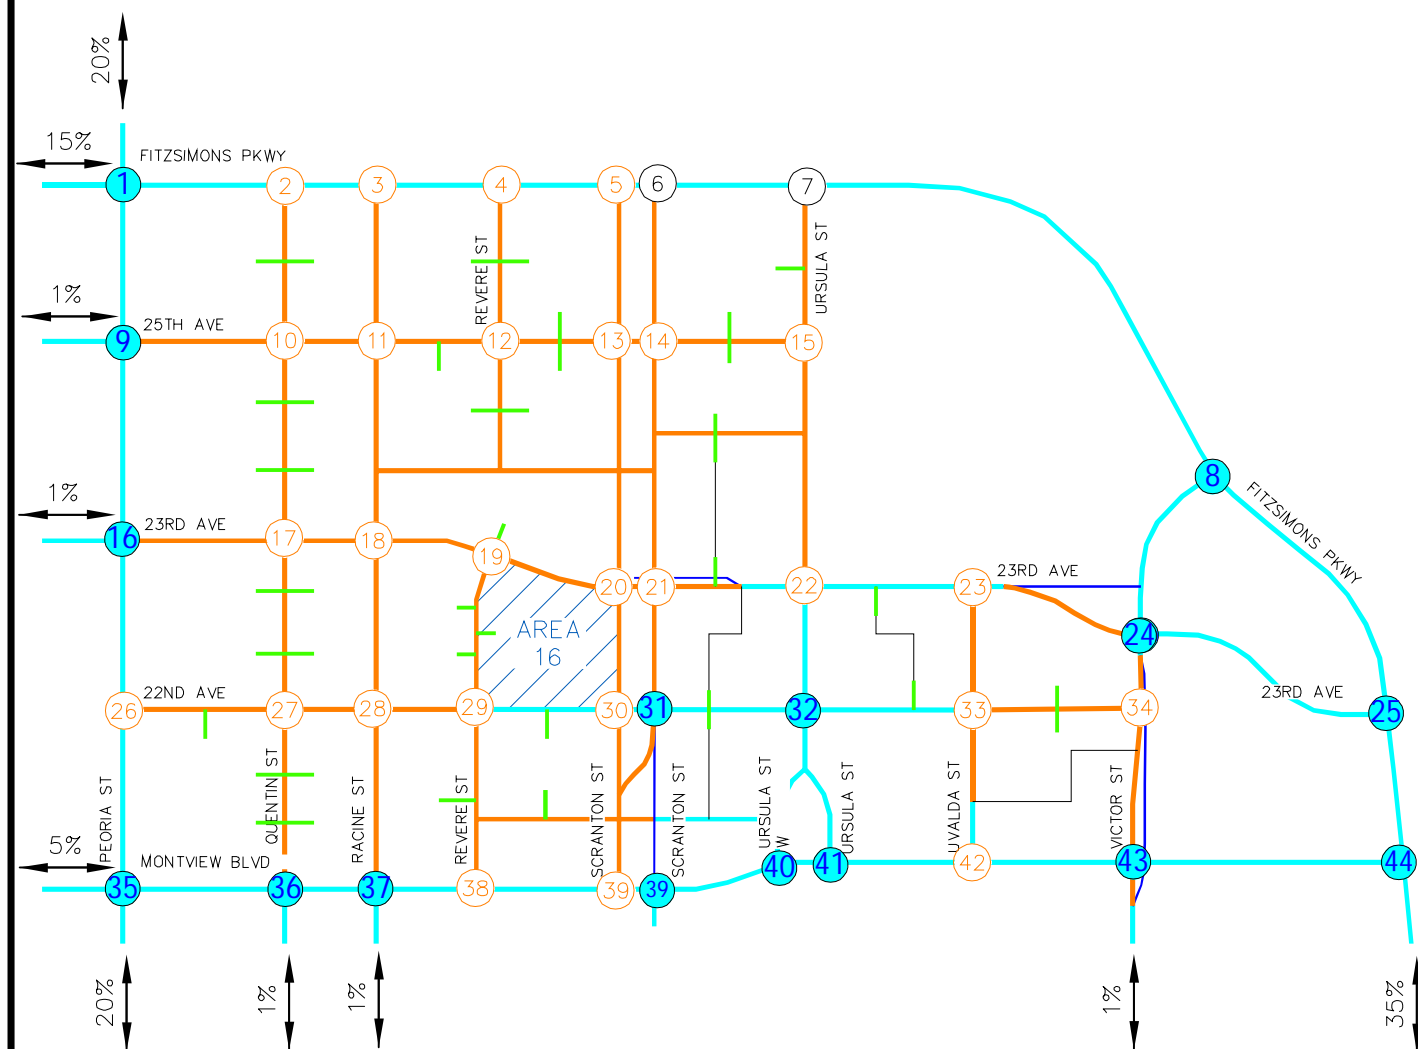 20%
15%
FITZSIMONS PKWY
1
2
3
4
5
6
7
REVERE ST
URSULA ST
1%
25TH AVE
9
10
11
12
13
14
15
8
FITZSIMONS PKWY
1%
23RD AVE
16
17
18
19
20
21
22
23
23RD AVE
AREA
16
24
22ND AVE
23RD AVE
26
27
28
29
30
31
32
33
34
25
PEORIA ST
QUENTIN ST
RACINE ST
REVERE ST
SCRANTON ST
SCRANTON ST
URSULA ST
W
URSULA ST
UVALDA ST
VICTOR ST
5%
MONTVIEW BLVD
35
36
37
38
39
39
40
41
42
43
44
20%
1%
1%
1%
35%